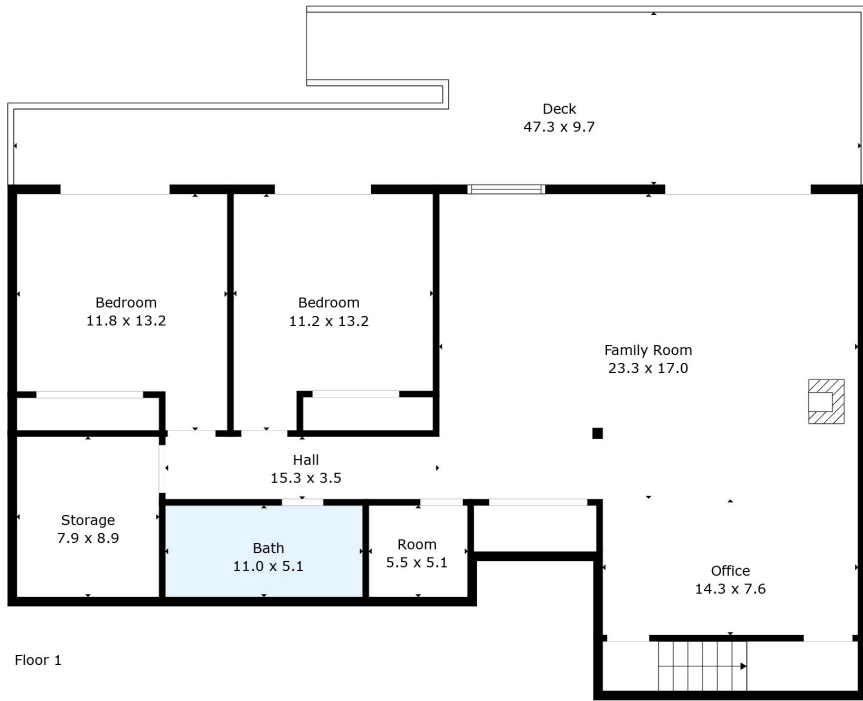 Deck
47.3 x 9.7
Bedroom
11.8 x 13.2
Bedroom
11.2 x 13.2
Family Room
23.3 x 17.0
Hall
15.3 x 3.5
Storage
7.9 x 8.9
Bath
11.0 x 5.1
Room
5.5 x 5.1
Office
14.3 x 7.6
Floor 1